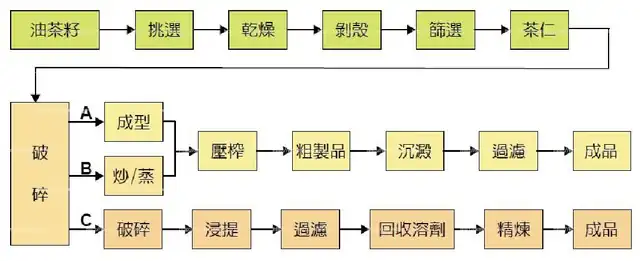 油茶籽 挑選 乾燥 剝殼 篩選 茶仁
破碎
A 成型
B 炒/蒸
壓榨 粗製品 沉澱 過濾 成品
C 破碎 浸提 過濾 回收溶劑 精煉 成品